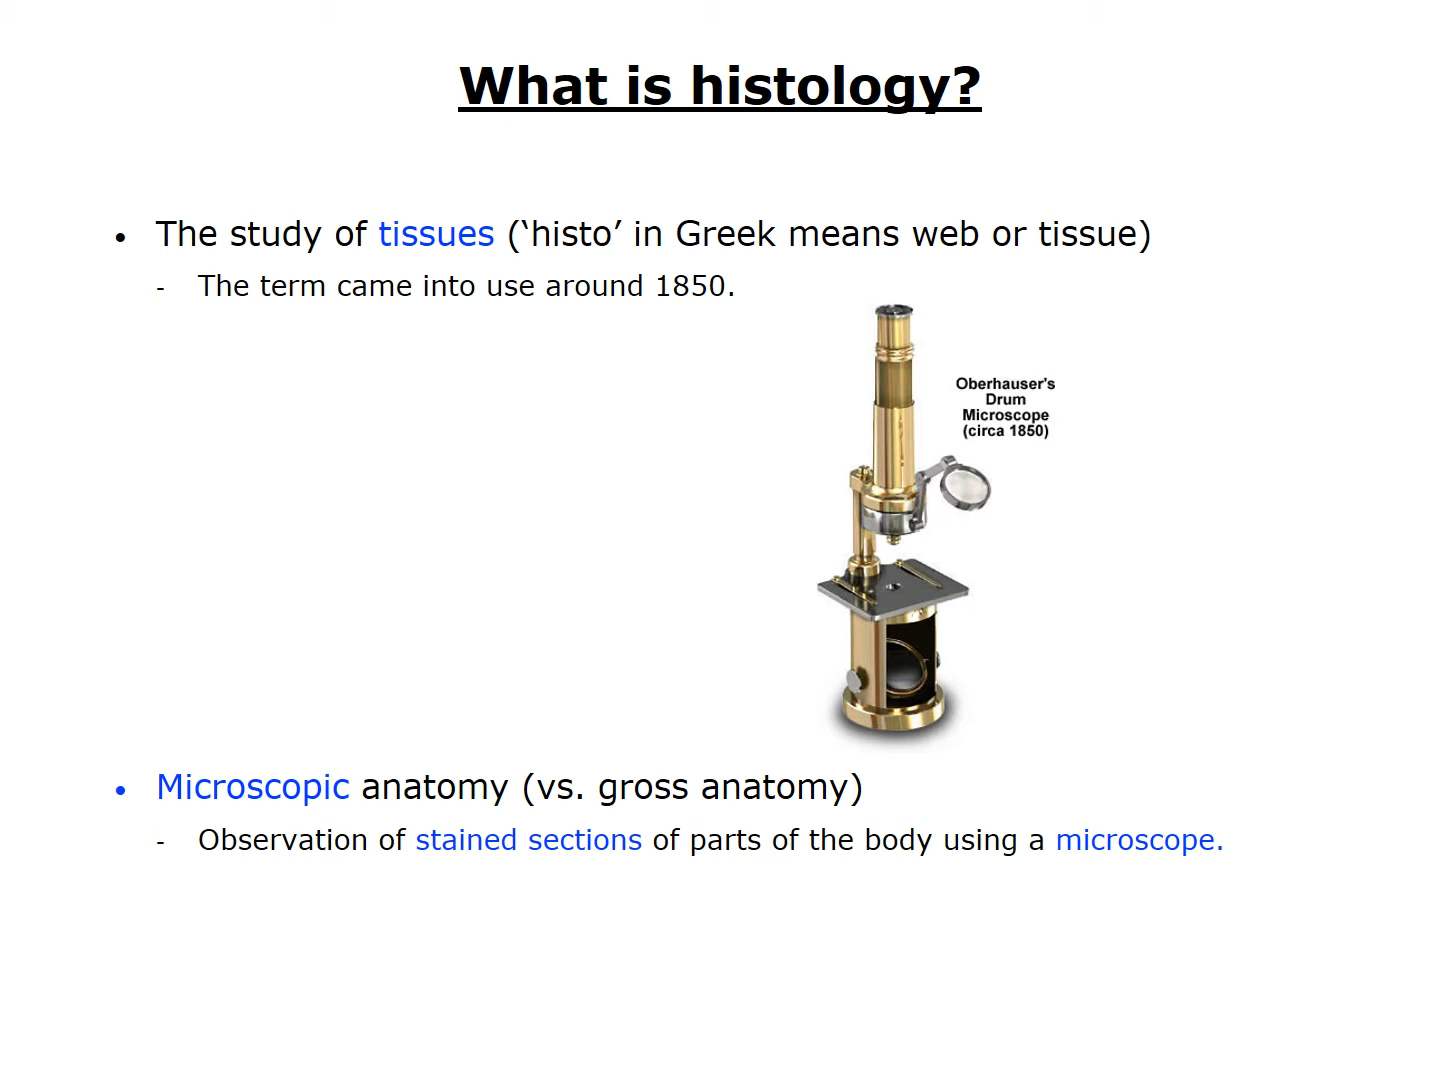 What is histology?
• The study of tissues (‘histo’ in Greek means web or tissue)
- The term came into use around 1850.
Oberhauser's
Drum
Microscope
(circa 1850)
• Microscopic anatomy (vs. gross anatomy)
- Observation of stained sections of parts of the body using a microscope.